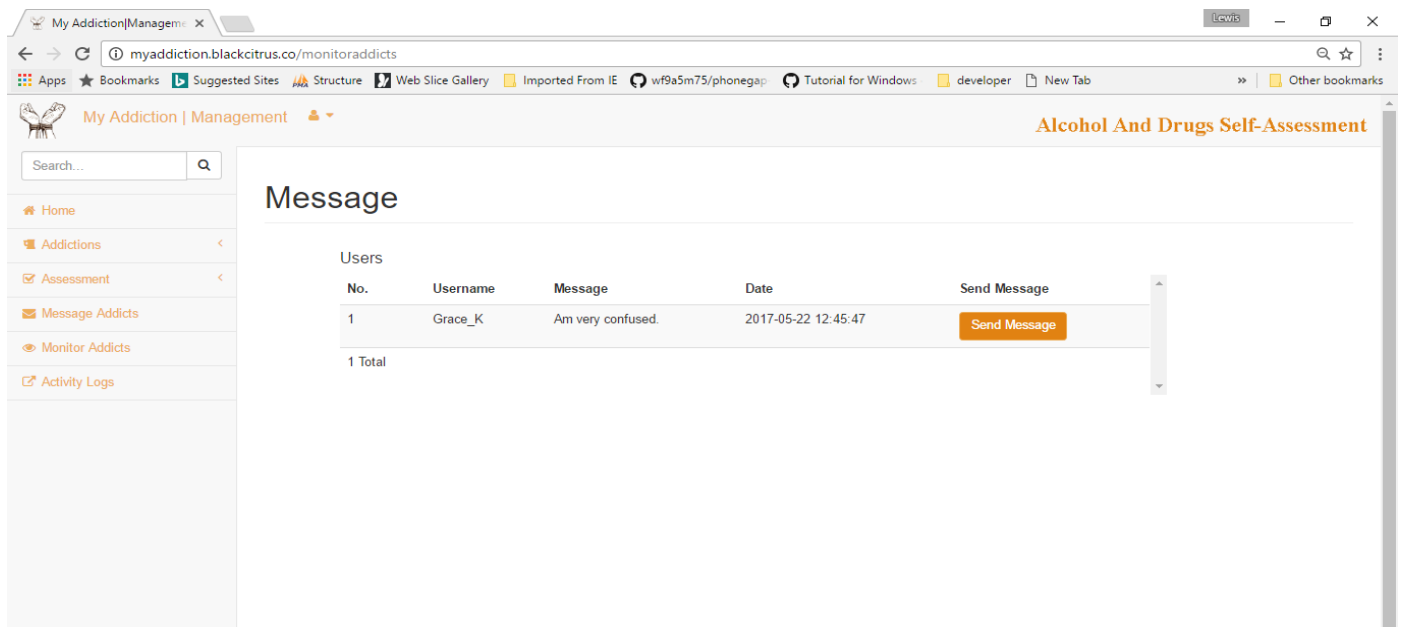 My Addiction|Manageme
Lewis
myaddiction.blackcitrus.co/monitoraddicts
Apps Bookmarks Suggested Sites Structure Web Slice Gallery Imported From IE wf9a5m75/phonegap Tutorial for Windows developer New Tab » Other bookmarks
My Addiction | Management
Alcohol And Drugs Self-Assessment
Search...
Message
Home
Addictions
Assessment
Message Addicts
Monitor Addicts
Activity Logs
Users
No. Username Message Date Send Message
1 Grace_K Am very confused. 2017-05-22 12:45:47 Send Message
1 Total